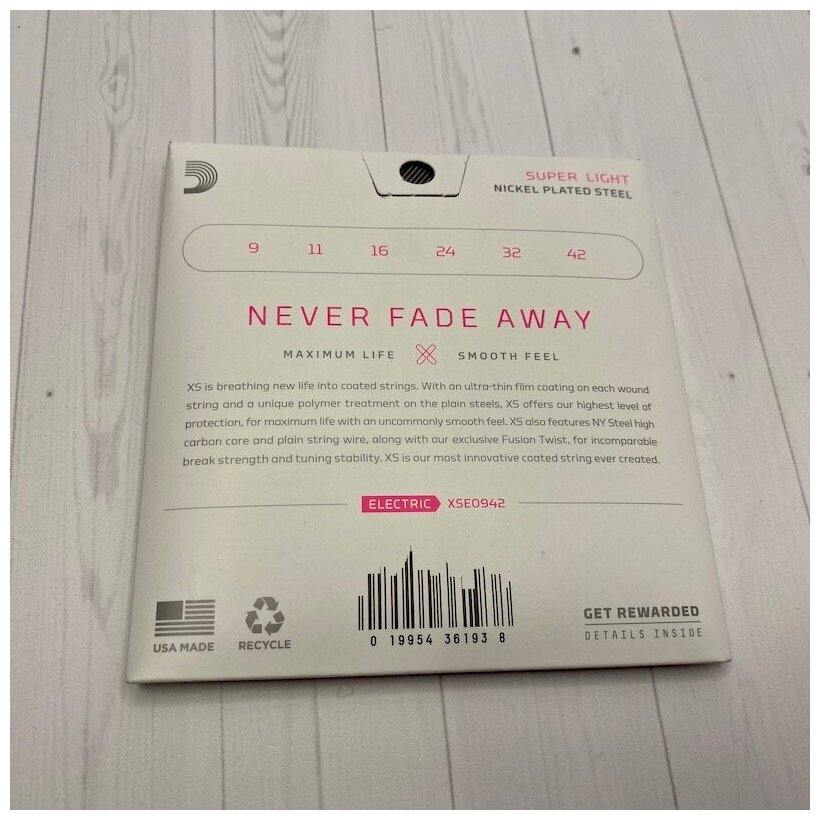 SUPER LIGHT
NICKEL PLATED STEEL
9 11 16 24 32 42
NEVER FADE AWAY
MAXIMUM LIFE SMOOTH FEEL
XS is breathing new life into coated strings. With an ultra-thin film coating on each wound
string and a unique polymer treatment on the plain steels, XS offers our highest level of
protection, for maximum life with an uncommonly smooth feel. XS also features NY Steel high
carbon core and plain string wire, along with our exclusive Fusion Twist, for incomparable
break strength and tuning stability. XS is our most innovative coated string ever created.
ELECTRIC XSE0942
USA MADE
RECYCLE
0 19954 36193 8
GET REWARDED
DETAILS INSIDE